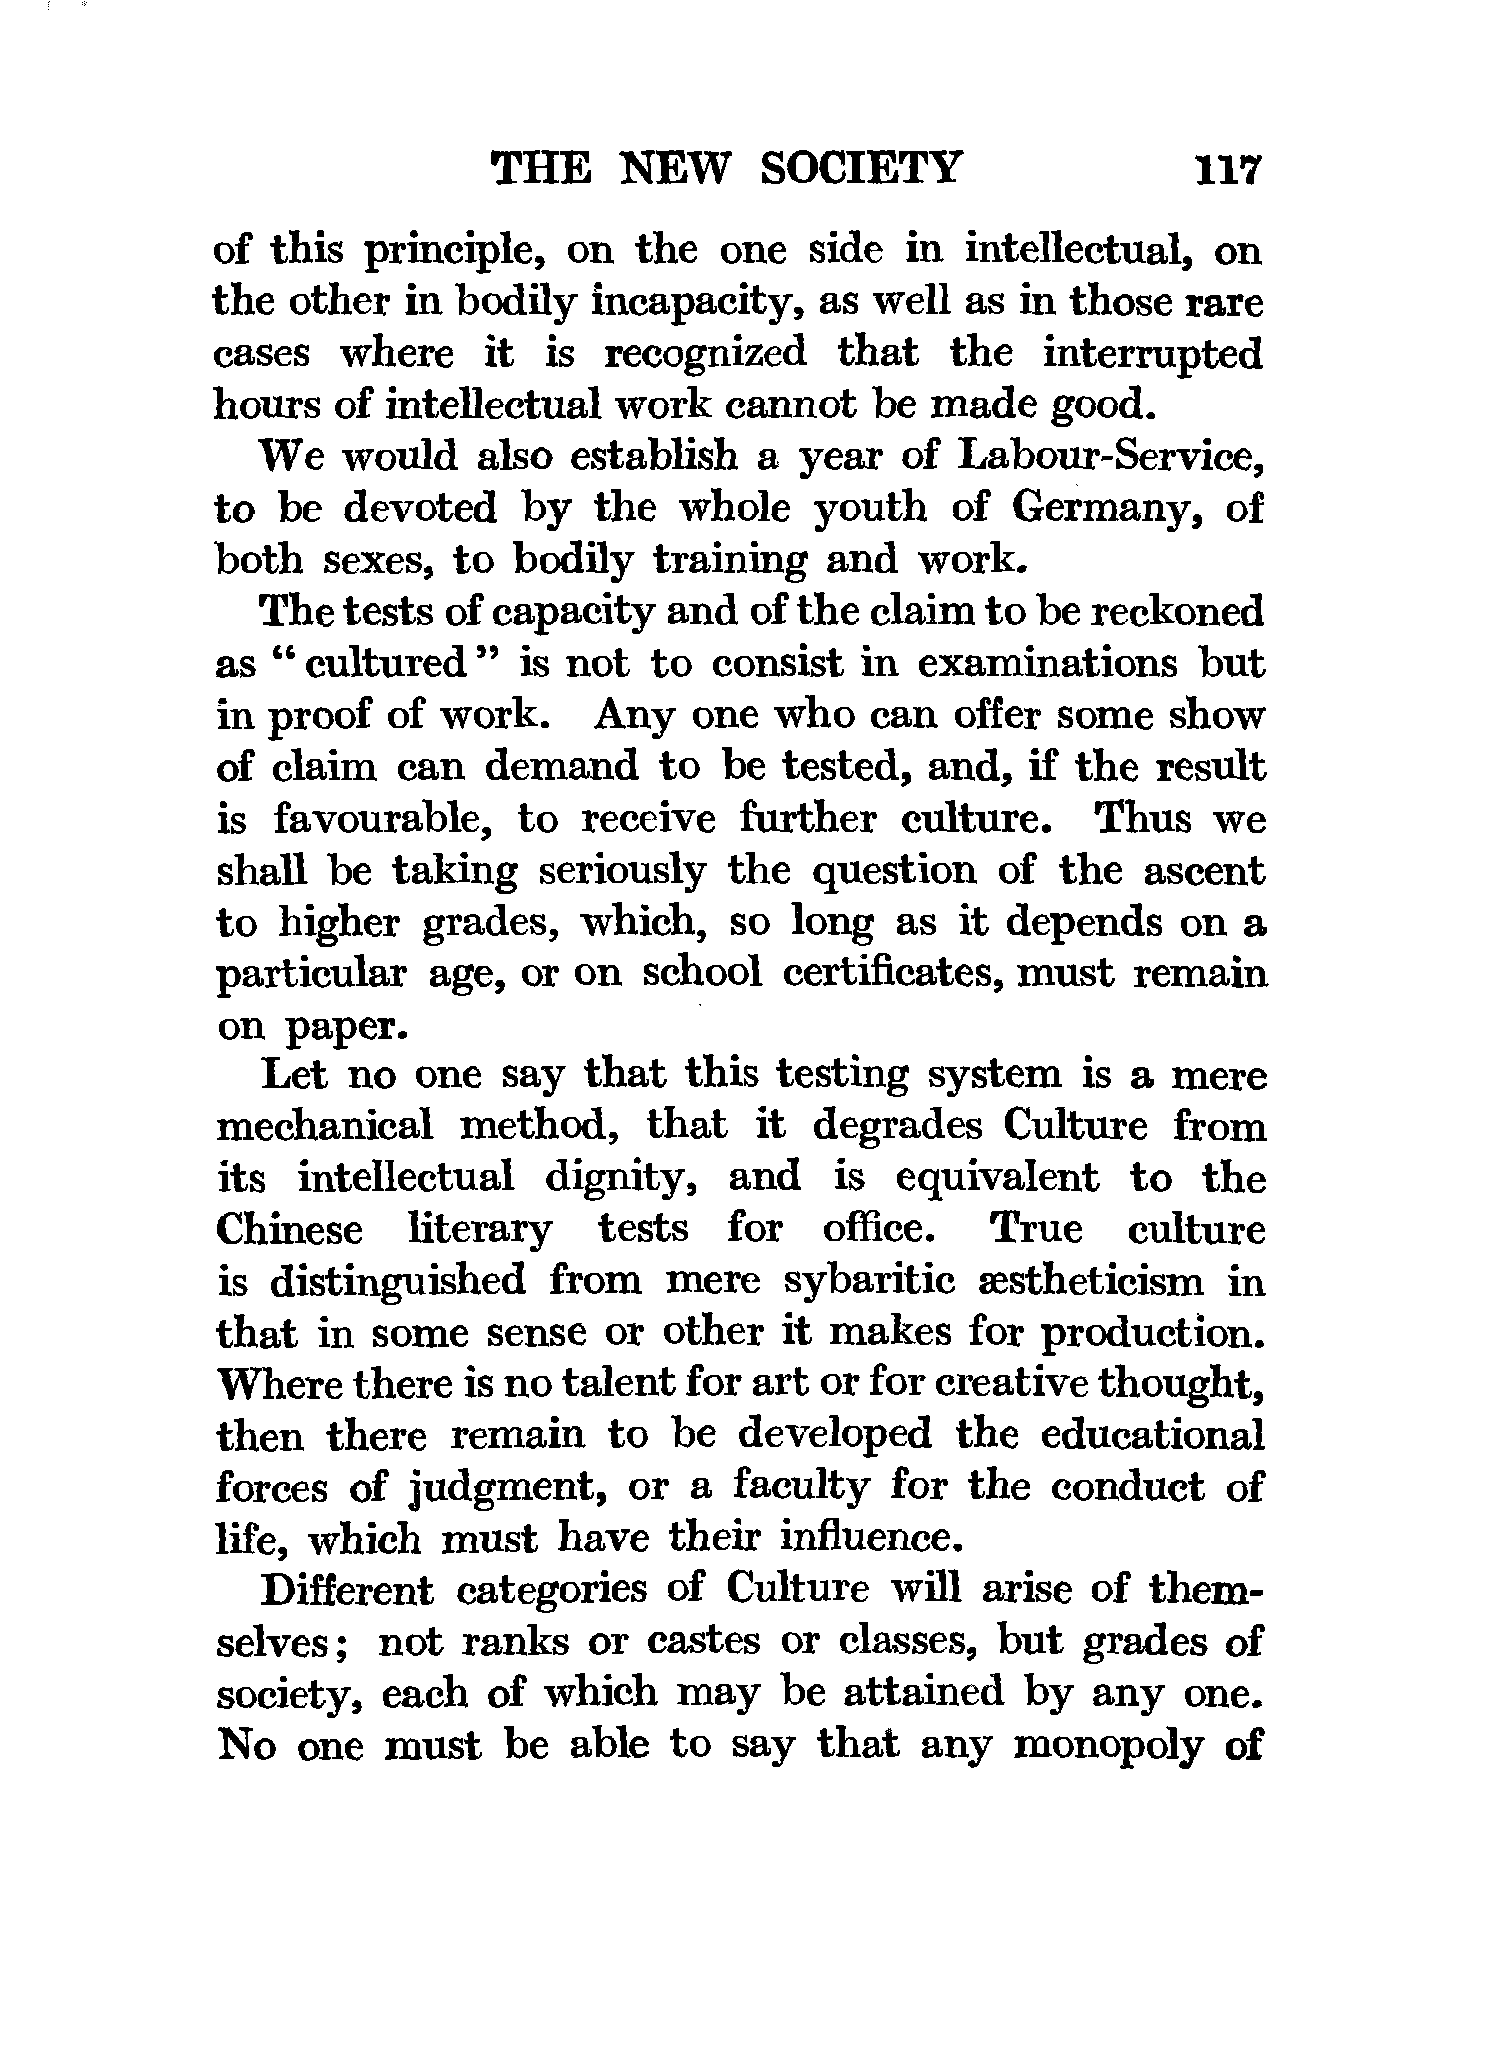 THE NEW SOCIETY 117
of this principle, on the one side in intellectual, on
the other in bodily incapacity, as well as in those rare
cases where it is recognized that the interrupted
hours of intellectual work cannot be made good.
We would also establish a year of Labour-Service,
to be devoted by the whole youth of Germany, of
both sexes, to bodily training and work.
The tests of capacity and of the claim to be reckoned
as “ cultured ” is not to consist in examinations but
in proof of work. Any one who can offer some show
of claim can demand to be tested, and, if the result
is favourable, to receive further culture. Thus we
shall be taking seriously the question of the ascent
to higher grades, which, so long as it depends on a
particular age, or on school certificates, must remain
on paper.
Let no one say that this testing system is a mere
mechanical method, that it degrades Culture from
its intellectual dignity, and is equivalent to the
Chinese literary tests for office. True culture
is distinguished from mere sybaritic æstheticism in
that in some sense or other it makes for production.
Where there is no talent for art or for creative thought,
then there remain to be developed the educational
forces of judgment, or a faculty for the conduct of
life, which must have their influence.
Different categories of Culture will arise of them-
selves; not ranks or castes or classes, but grades of
society, each of which may be attained by any one.
No one must be able to say that any monopoly of